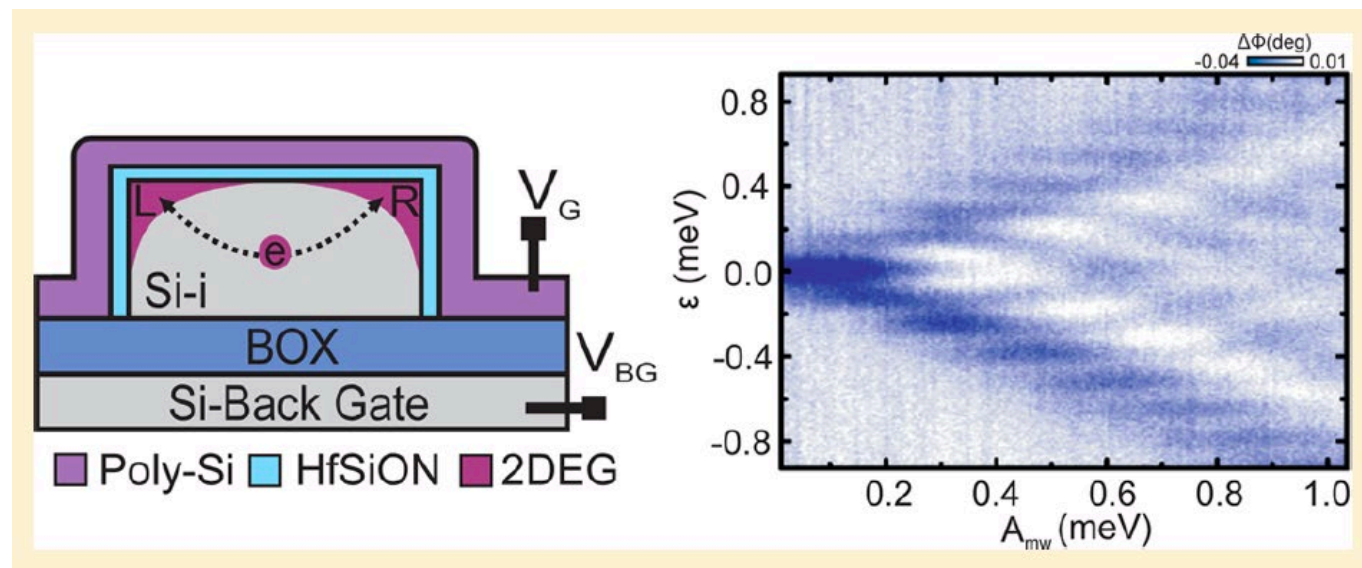 L
R
e
Si-i
V_G
BOX
V_BG
Si-Back Gate
Poly-Si HfSiON 2DEG
ΔΦ(deg)
-0.04 0.01
0.8
0.4
0.0
-0.4
-0.8
ε (meV)
0.2 0.4 0.6 0.8 1.0
A_mw (meV)